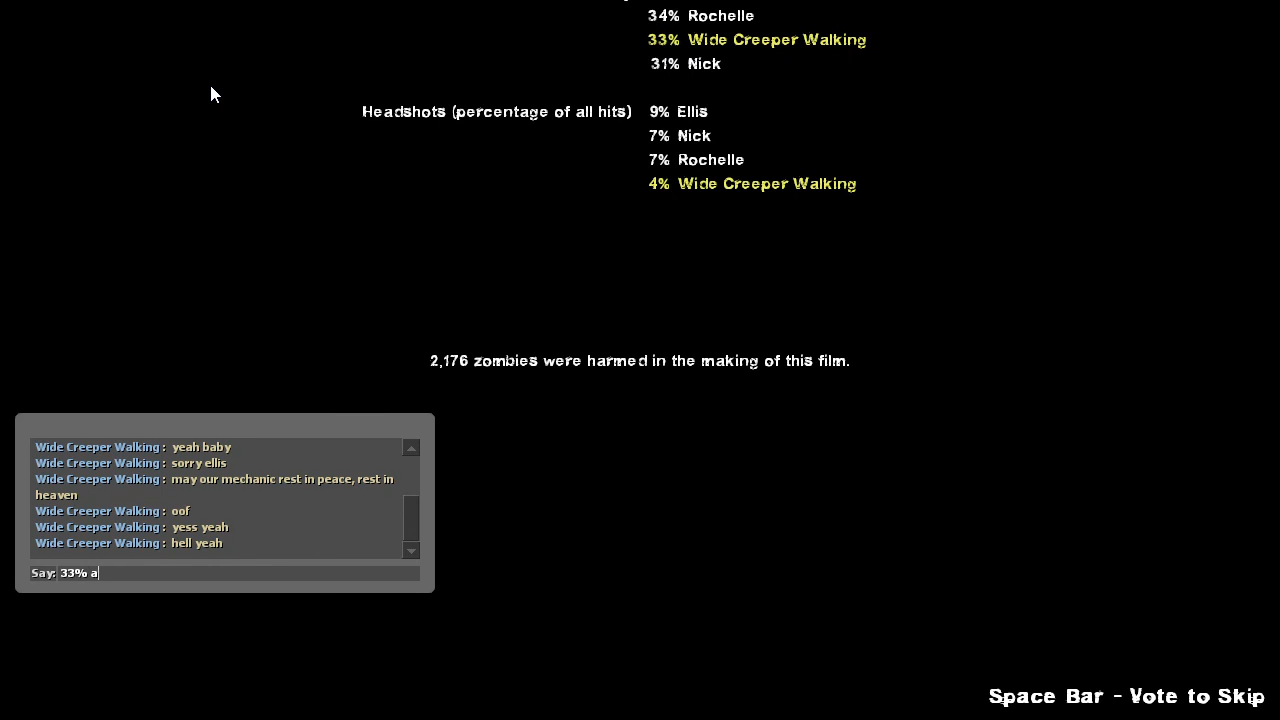 34% Rochelle
33% Wide Creeper Walking
31% Nick
Headshots (percentage of all hits) 9% Ellis
7% Nick
7% Rochelle
4% Wide Creeper Walking
2,176 zombies were harmed in the making of this film.
Wide Creeper Walking : yeah baby
Wide Creeper Walking : sorry ellis
Wide Creeper Walking : may our mechanic rest in peace, rest in
heaven
Wide Creeper Walking : oof
Wide Creeper Walking : yess yeah
Wide Creeper Walking : hell yeah
Say: 33% a
Space Bar - Vote to Skip